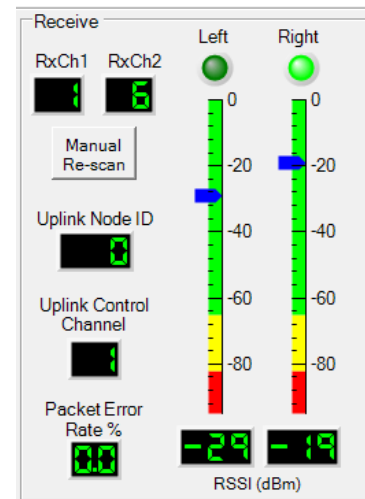 Receive
Left Right
RxCh1 RxCh2
1 6
Manual
Re-scan
Uplink Node ID
0
Uplink Control
Channel
1
Packet Error
Rate %
0.0
0 0
-20 -20
-40 -40
-60 -60
-80 -80
-29 -19
RSSI (dBm)